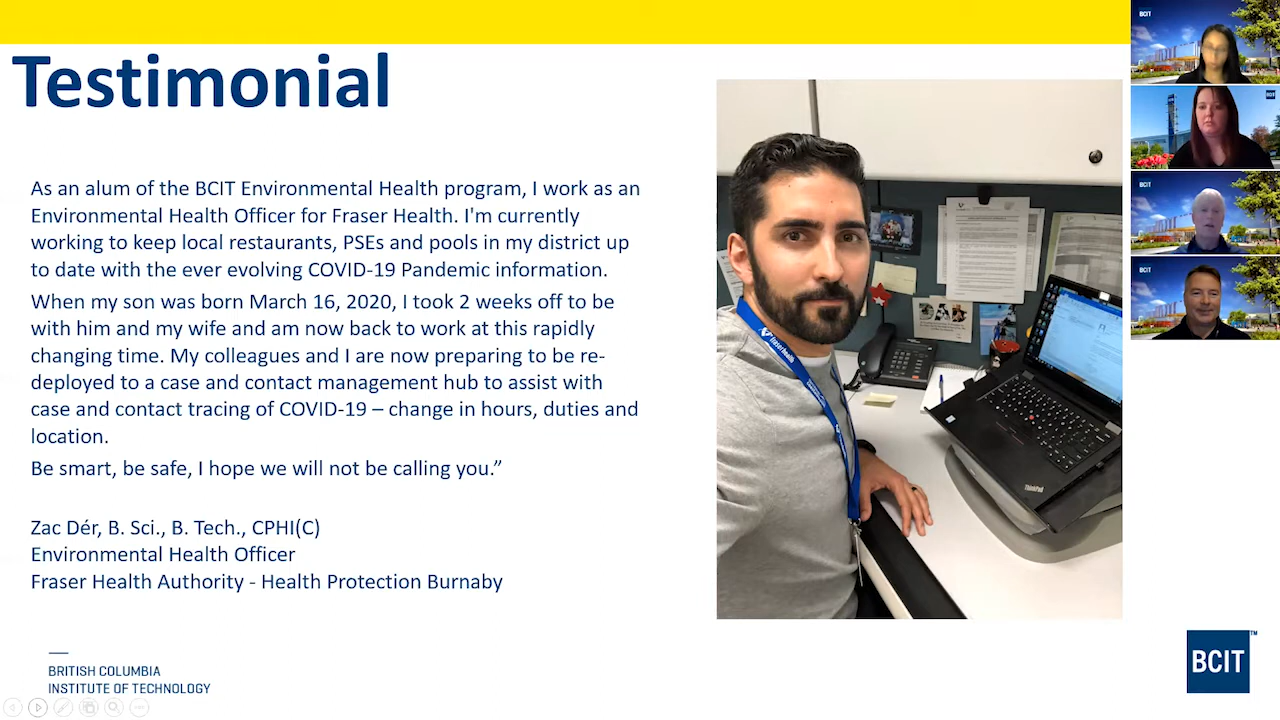 Testimonial
As an alum of the BCIT Environmental Health program, I work as an
Environmental Health Officer for Fraser Health. I'm currently
working to keep local restaurants, PSEs and pools in my district up
to date with the ever evolving COVID-19 Pandemic information.
When my son was born March 16, 2020, I took 2 weeks off to be
with him and my wife and am now back to work at this rapidly
changing time. My colleagues and I are now preparing to be re-
deployed to a case and contact management hub to assist with
case and contact tracing of COVID-19 – change in hours, duties and
location.
Be smart, be safe, I hope we will not be calling you.”
Zac Dér, B. Sci., B. Tech., CPHI(C)
Environmental Health Officer
Fraser Health Authority - Health Protection Burnaby
BRITISH COLUMBIA
INSTITUTE OF TECHNOLOGY
fraserhealth
ThinkPad
BCIT
BCIT
BCIT
BCIT
BCIT™